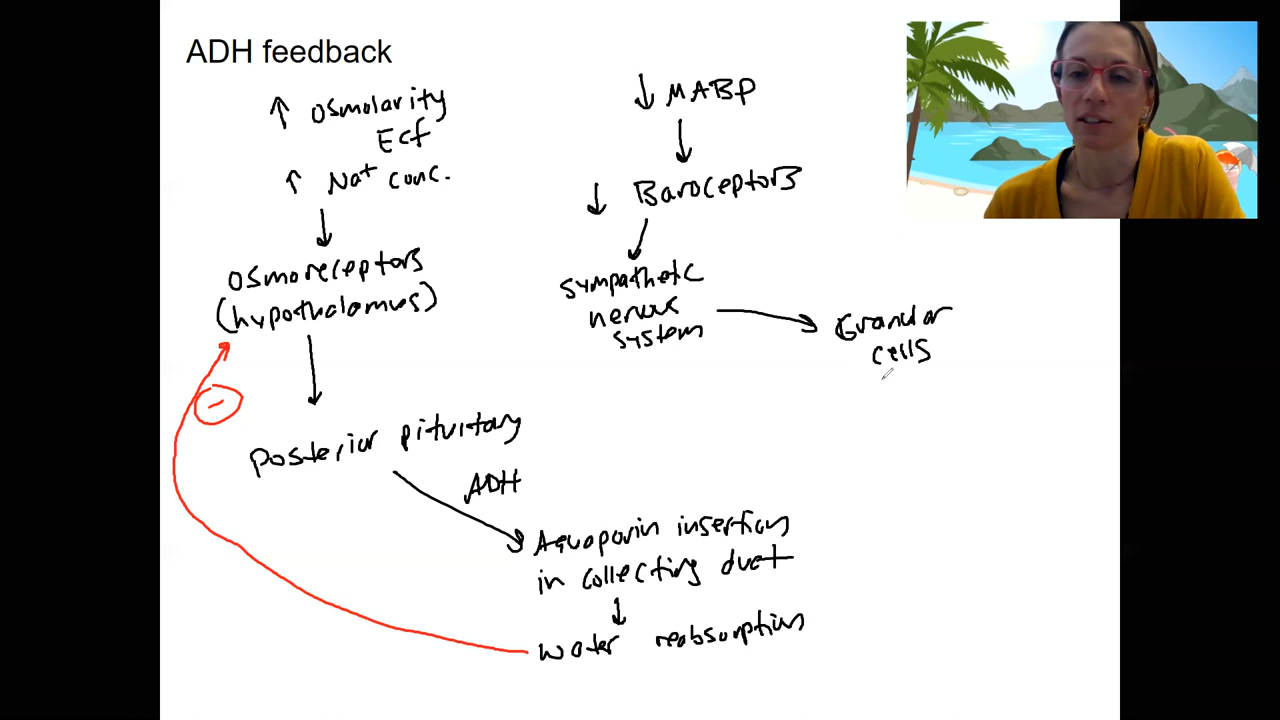 ADH feedback
↑ Osmolarity
ECF
↑ Na+ conc.
↓
Osmoreceptors
(hypothalamus)
↓
Posterior pituitary
ADH
Aquaporin insertion
in collecting duct
↓
Water reabsorption
-
↓ MABP
↓
↓ Baroceptors
Sympathetic
nervous
system
Granular
cells